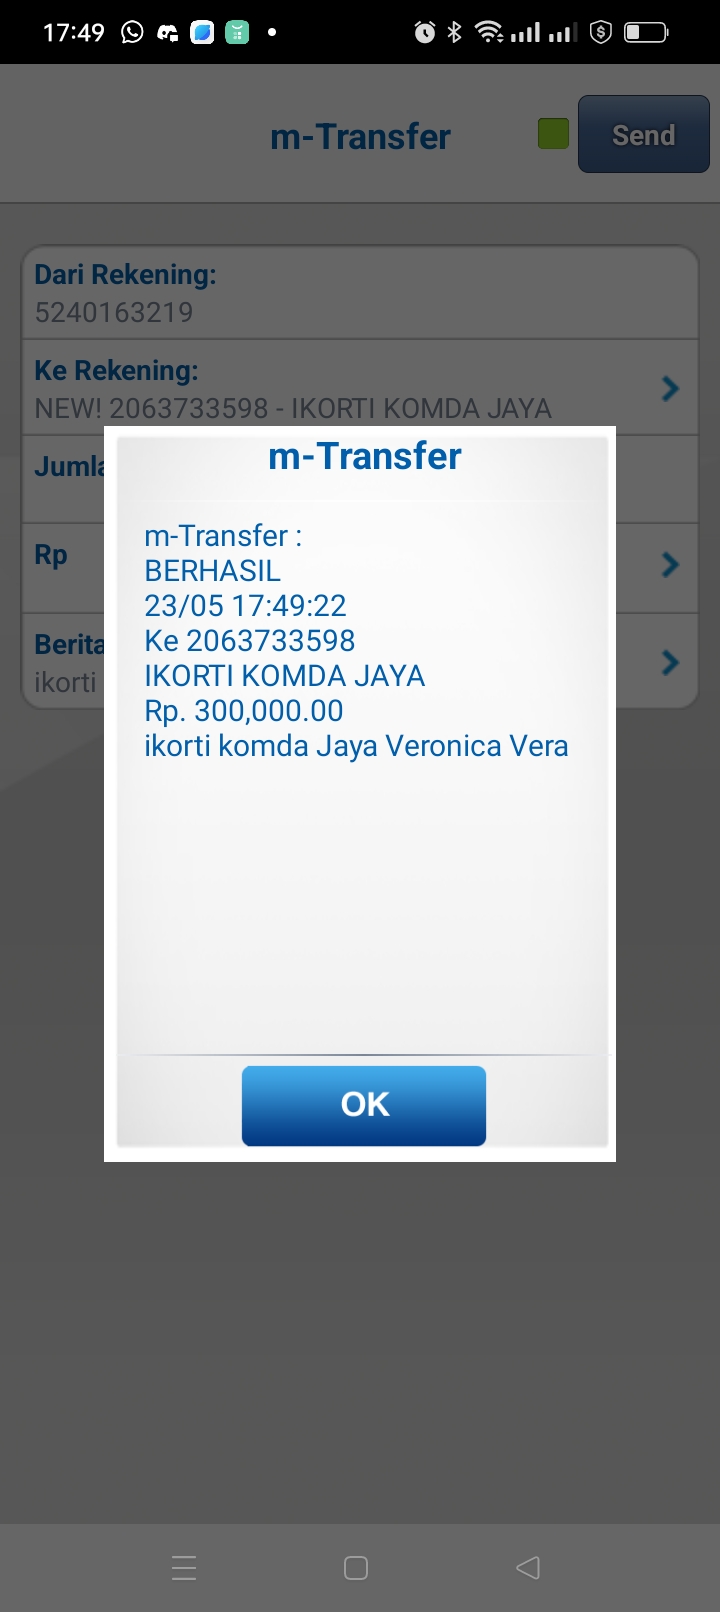 17:49
m-Transfer
Send
Dari Rekening:
5240163219
Ke Rekening:
NEW! 2063733598 - IKORTI KOMDA JAYA
Rp
ikorti
m-Transfer
m-Transfer :
BERHASIL
23/05 17:49:22
Ke 2063733598
IKORTI KOMDA JAYA
Rp. 300,000.00
ikorti komda Jaya Veronica Vera
OK